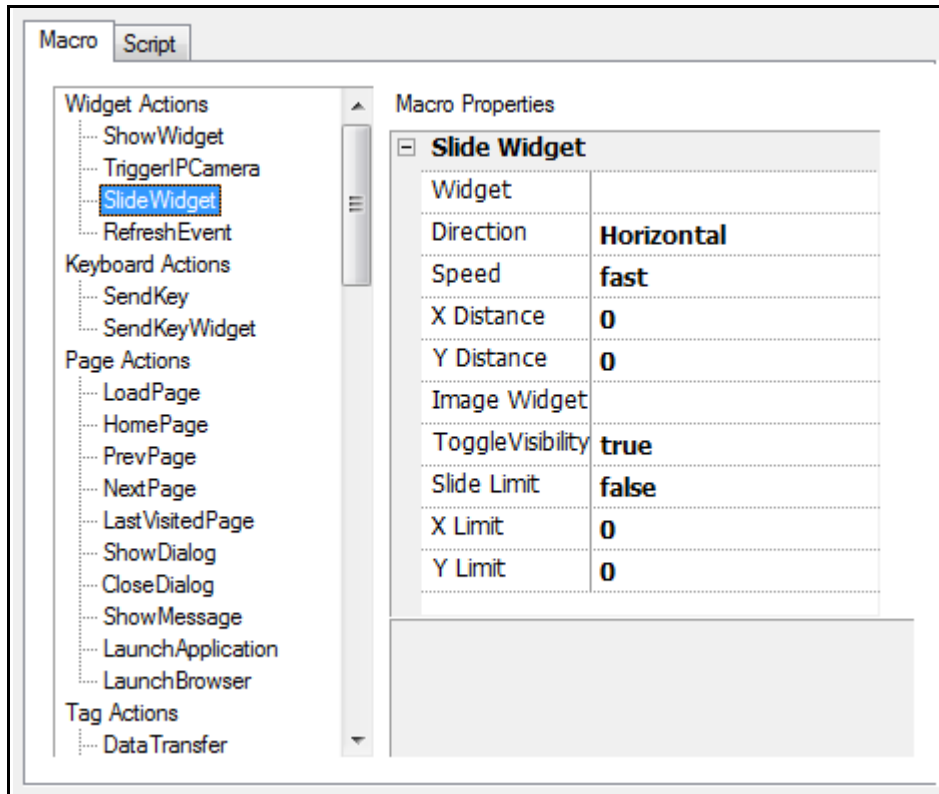 Macro
Script
Widget Actions
ShowWidget
TriggerIPCamera
SlideWidget
RefreshEvent
Keyboard Actions
SendKey
SendKeyWidget
Page Actions
LoadPage
HomePage
PrevPage
NextPage
LastVisitedPage
ShowDialog
CloseDialog
ShowMessage
LaunchApplication
LaunchBrowser
Tag Actions
DataTransfer
Macro Properties
Slide Widget
Widget
Direction Horizontal
Speed fast
X Distance 0
Y Distance 0
Image Widget
ToggleVisibility true
Slide Limit false
X Limit 0
Y Limit 0